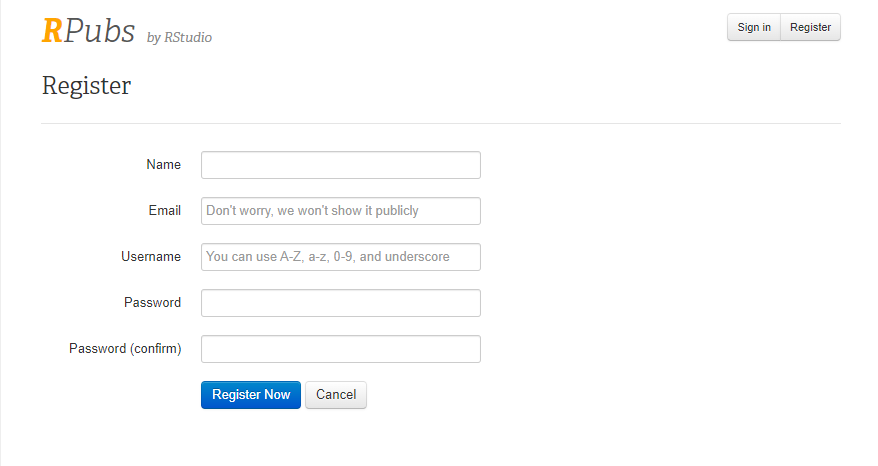 RPubs by RStudio
Sign in
Register
Register
Name
Email
Don't worry, we won't show it publicly
Username
You can use A-Z, a-z, 0-9, and underscore
Password
Password (confirm)
Register Now
Cancel